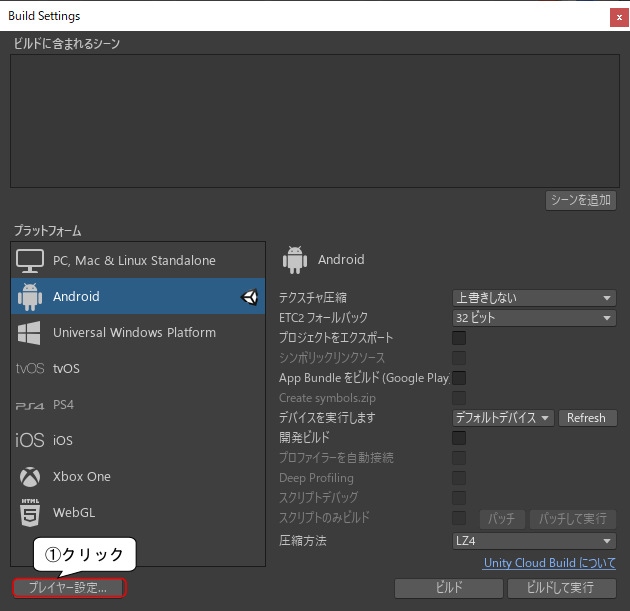 Build Settings
x
ビルドに含まれるシーン
シーンを追加
プラットフォーム
PC, Mac & Linux Standalone
Android
Universal Windows Platform
tvOS tvOS
PS4 PS4
iOS iOS
Xbox One
HTML 5 WebGL
Android
テクスチャ圧縮 上書きしない
ETC2 フォールバック 32 ビット
プロジェクトをエクスポート
シンボリックリンクソース
App Bundle をビルド (Google Play
Create symbols.zip
デバイスを実行します デフォルトデバイス Refresh
開発ビルド
プロファイラーを自動接続
Deep Profiling
スクリプトデバッグ
スクリプトのみビルド パッチ パッチして実行
圧縮方法 LZ4
Unity Cloud Build について
①クリック
プレイヤー設定... ビルド ビルドして実行